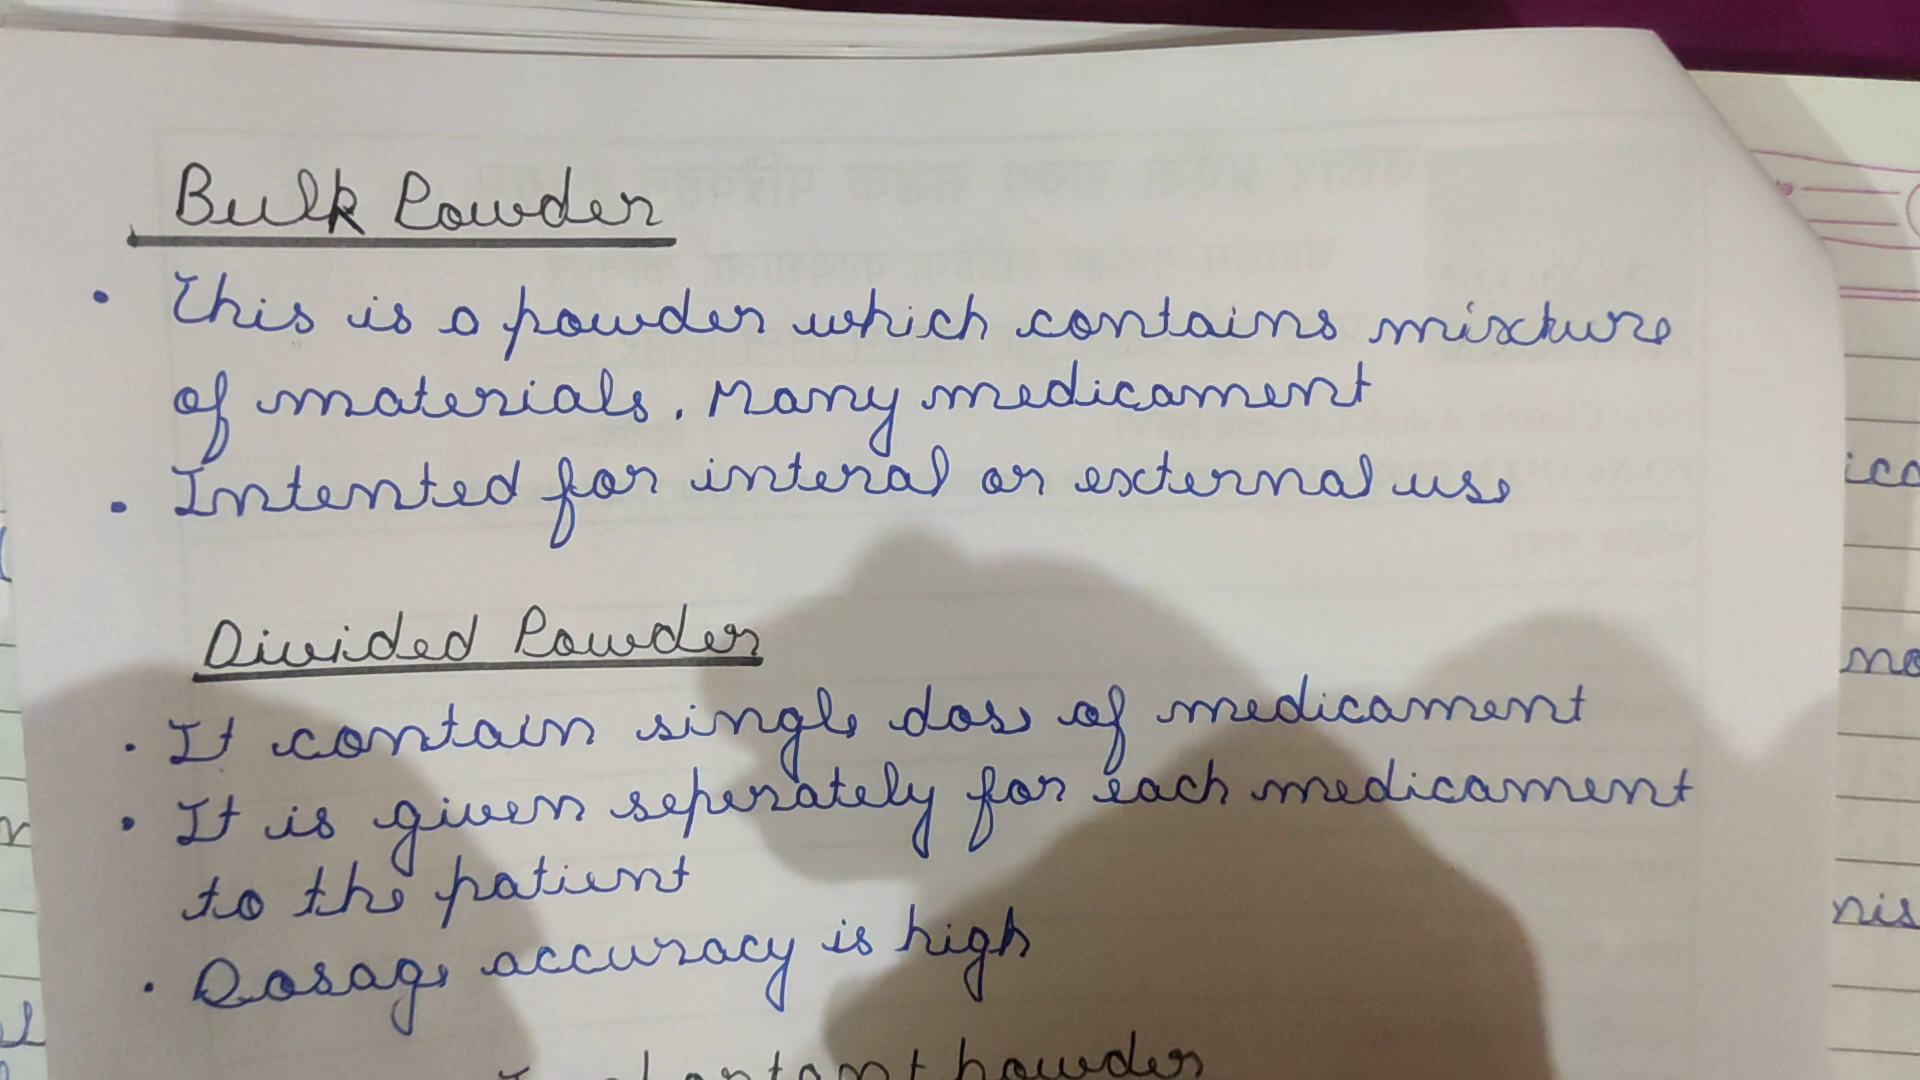 Bulk Powder
• This is a powder which contains mixture
of materials. Many medicament
• Intented for interal or external use
Divided Powder
• It contain single dose of medicament
• It is given seperately for each medicament
to the patient
• Dosage accuracy is high
powder